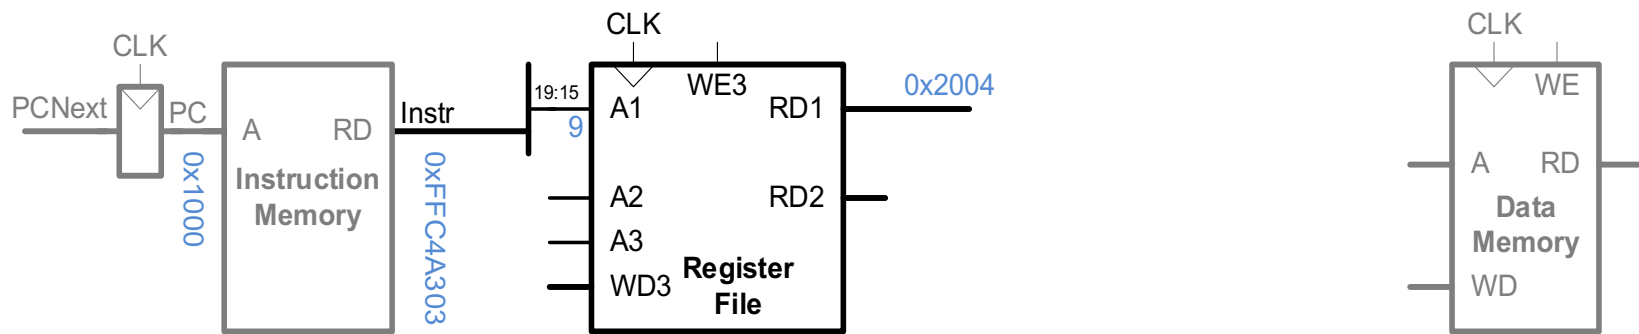 CLK
CLK
CLK
PCNext
PC
0x1000
A
RD
Instruction
Memory
Instr
0xFFC4A303
19:15
9
A1
WE3
RD1
0x2004
A2
RD2
A3
WD3
Register
File
WE
A
RD
Data
Memory
WD